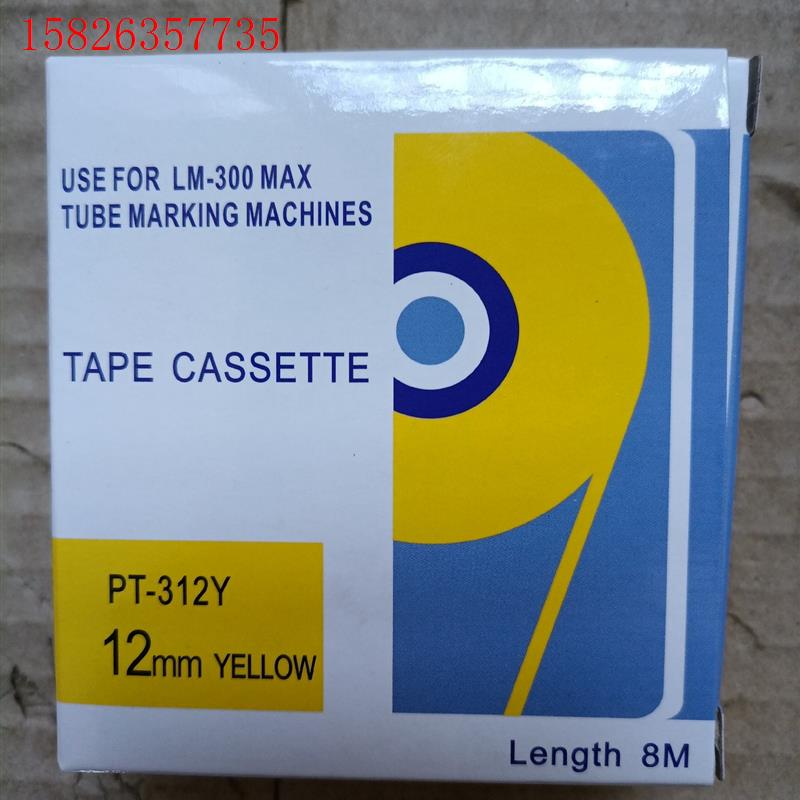 15826357735
USE FOR LM-300 MAX
TUBE MARKING MACHINES
TAPE CASSETTE
PT-312Y
12mm YELLOW
Length 8M